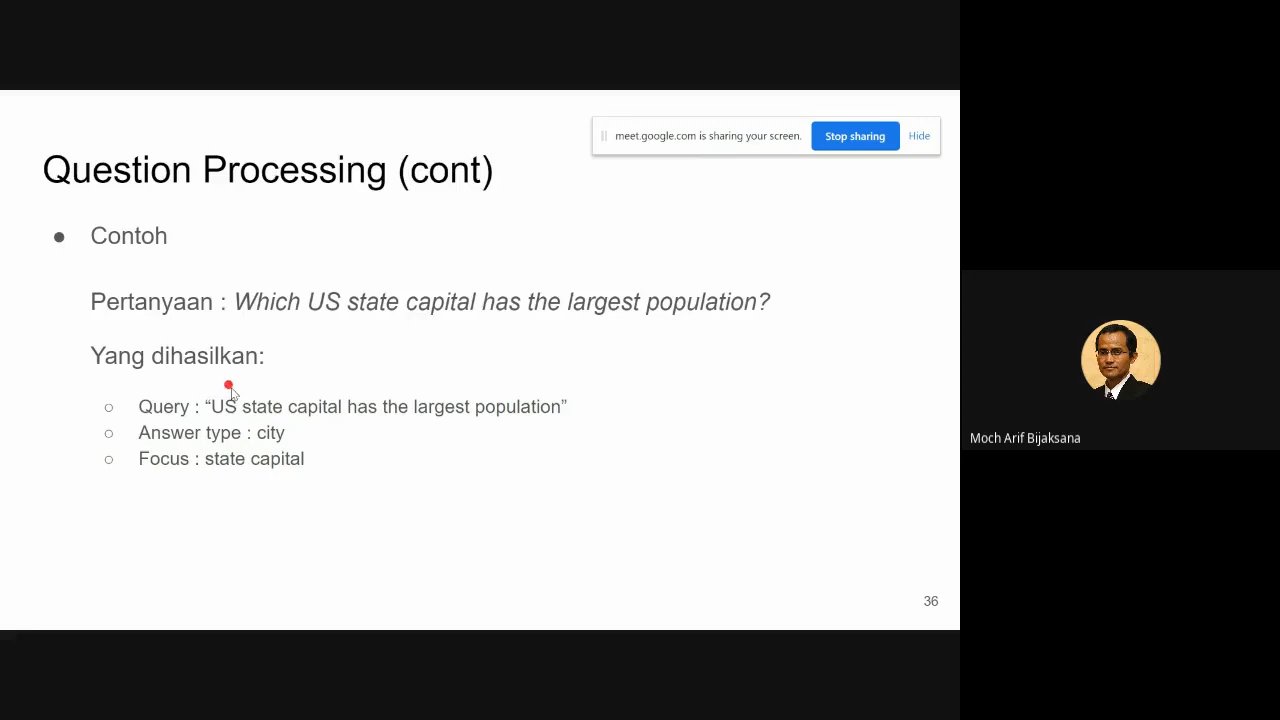 meet.google.com is sharing your screen. Stop sharing Hide
Question Processing (cont)
● Contoh
Pertanyaan : Which US state capital has the largest population?
Yang dihasilkan:
○ Query : “US state capital has the largest population”
○ Answer type : city
○ Focus : state capital
Moch Arif Bijaksana
36